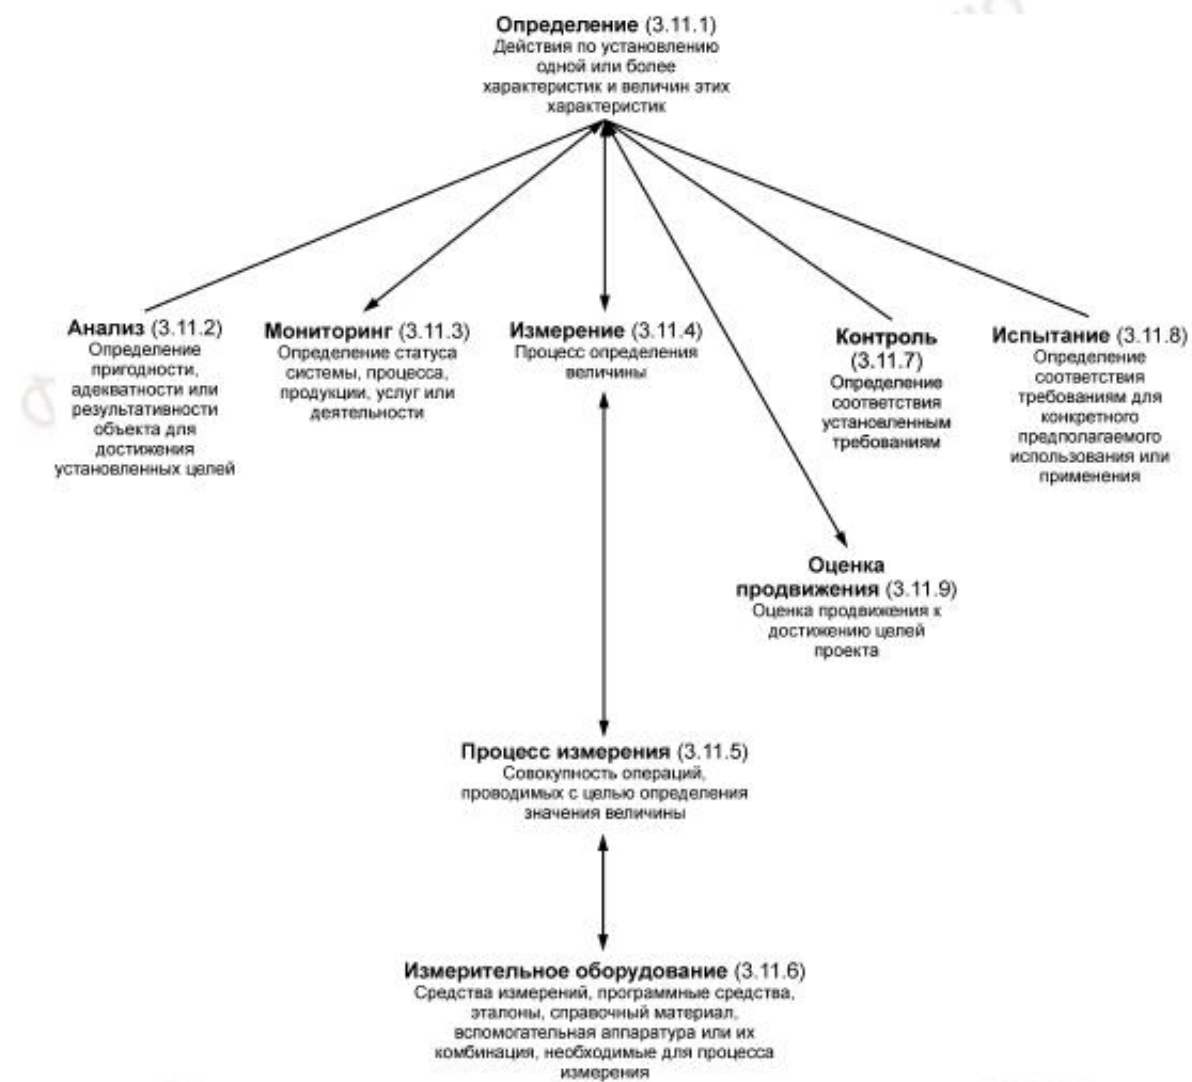 Определение (3.11.1)
Действия по установлению
одной или более
характеристик и величин этих
характеристик
Анализ (3.11.2)
Определение
пригодности,
адекватности или
результативности
объекта для
достижения
установленных целей
Мониторинг (3.11.3)
Определение статуса
системы, процесса,
продукции, услуг или
деятельности
Измерение (3.11.4)
Процесс определения
величины
Контроль
(3.11.7)
Определение
соответствия
установленным
требованиям
Испытание (3.11.8)
Определение
соответствия
требованиям для
конкретного
предполагаемого
использования или
применения
Оценка
продвижения (3.11.9)
Оценка продвижения к
достижению целей
проекта
Процесс измерения (3.11.5)
Совокупность операций,
проводимых с целью определения
значения величины
Измерительное оборудование (3.11.6)
Средства измерений, программные средства,
эталоны, справочный материал,
вспомогательная аппаратура или их
комбинация, необходимые для процесса
измерения